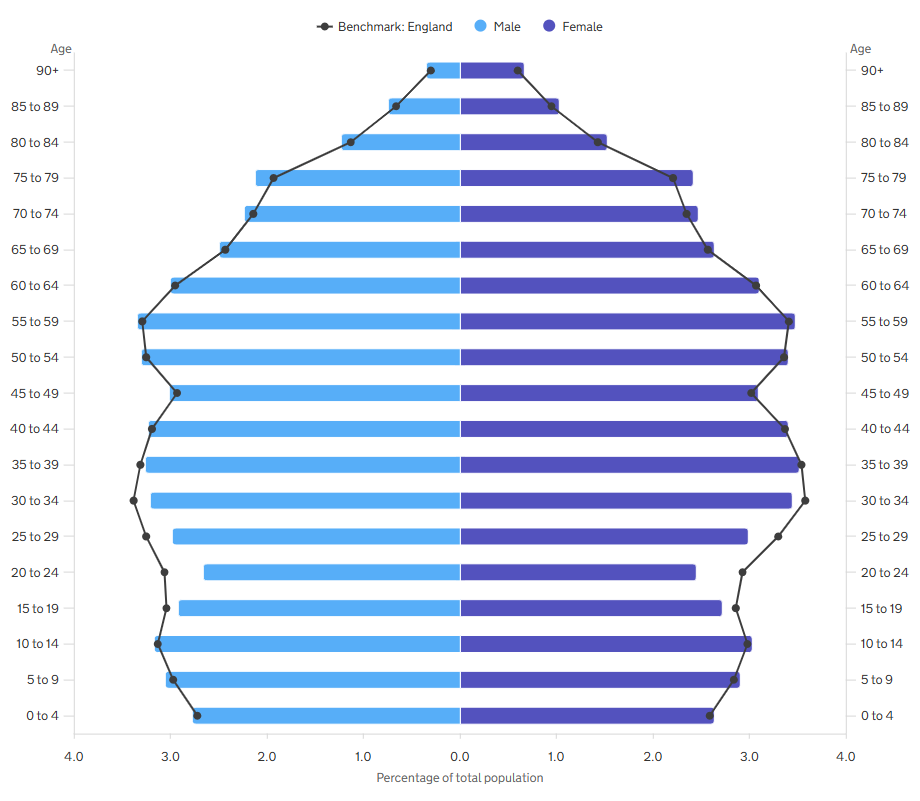 Benchmark: England Male Female
Age Age
90+ 90+
85 to 89 85 to 89
80 to 84 80 to 84
75 to 79 75 to 79
70 to 74 70 to 74
65 to 69 65 to 69
60 to 64 60 to 64
55 to 59 55 to 59
50 to 54 50 to 54
45 to 49 45 to 49
40 to 44 40 to 44
35 to 39 35 to 39
30 to 34 30 to 34
25 to 29 25 to 29
20 to 24 20 to 24
15 to 19 15 to 19
10 to 14 10 to 14
5 to 9 5 to 9
0 to 4 0 to 4
4.0 3.0 2.0 1.0 0.0 1.0 2.0 3.0 4.0
Percentage of total population